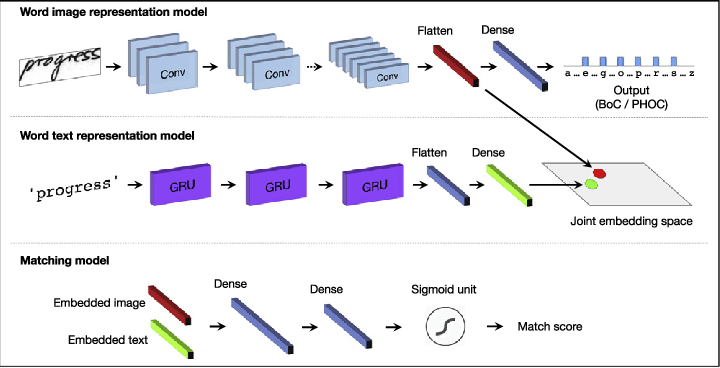 Word image representation model
Flatten
Dense
progress
Conv
Conv
Conv
a … e … g … o … p … r … s … z
Output
(BoC / PHOC)
Word text representation model
Flatten
Dense
'progress'
GRU
GRU
GRU
Joint embedding space
Matching model
Dense
Dense
Sigmoid unit
Embedded image
Embedded text
Match score